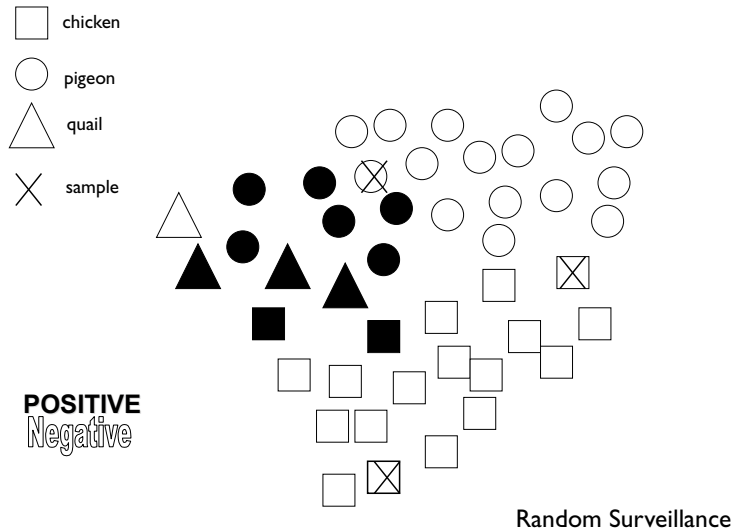 chicken
pigeon
quail
sample
POSITIVE
Negative
Random Surveillance